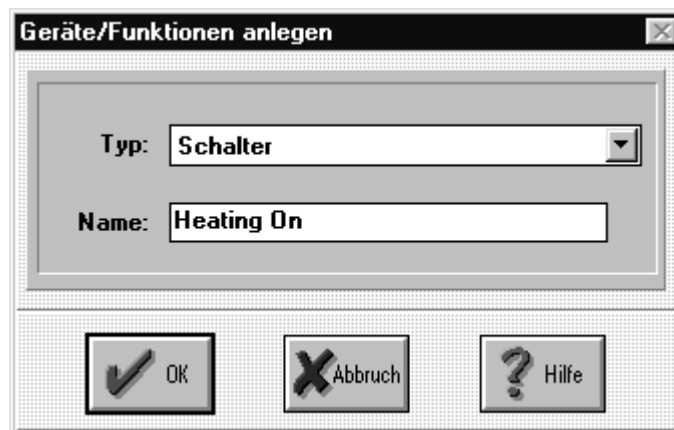 Geräte/Funktionen anlegen
Typ: Schalter
Name: Heating On
OK Abbruch Hilfe